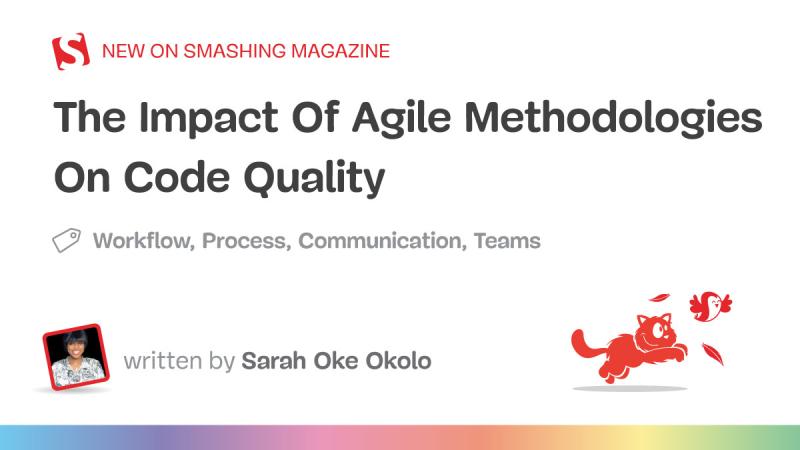 NEW ON SMASHING MAGAZINE
The Impact Of Agile Methodologies
On Code Quality
Workflow, Process, Communication, Teams
written by Sarah Oke Okolo